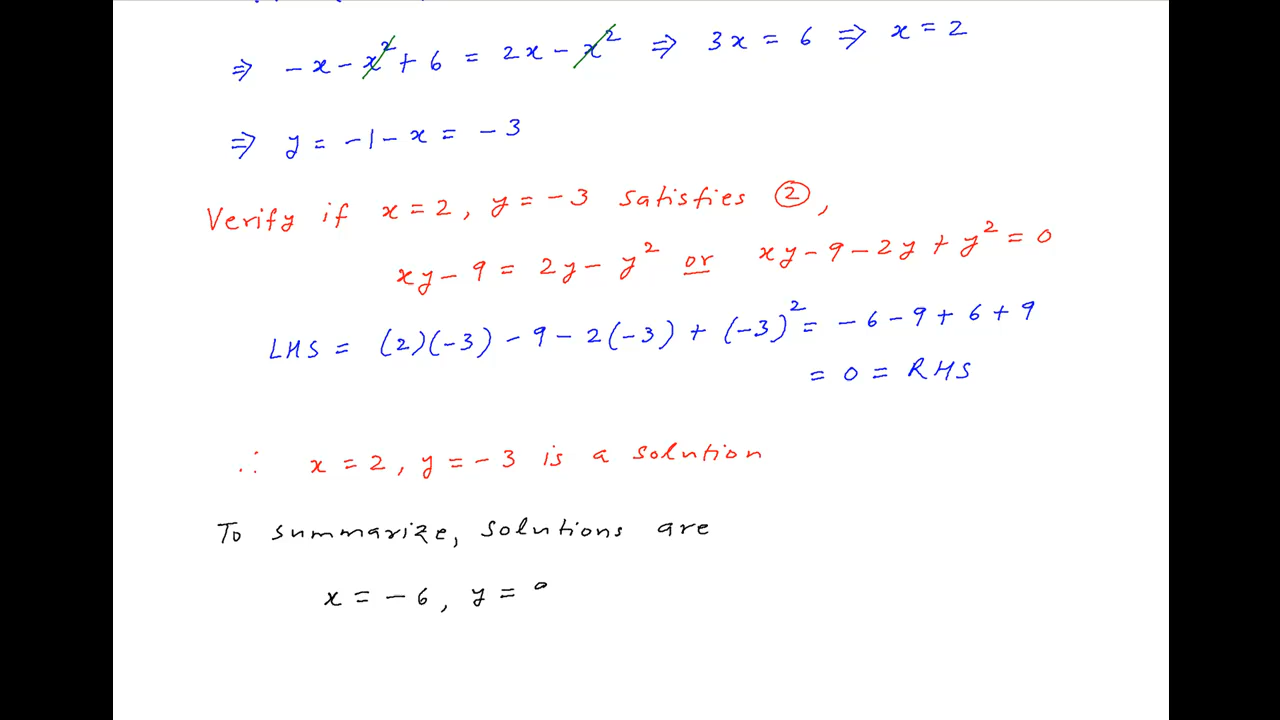 ⇒ -x - x² + 6 = 2x - x² ⇒ 3x = 6 ⇒ x = 2
⇒ y = -1 - x = -3
Verify if x = 2, y = -3 satisfies ②,
xy - 9 = 2y - y² or xy - 9 - 2y + y² = 0
LHS = (2)(-3) - 9 - 2(-3) + (-3)² = -6 - 9 + 6 + 9
= 0 = RHS
∴ x = 2, y = -3 is a solution
To summarize, solutions are
x = -6, y =